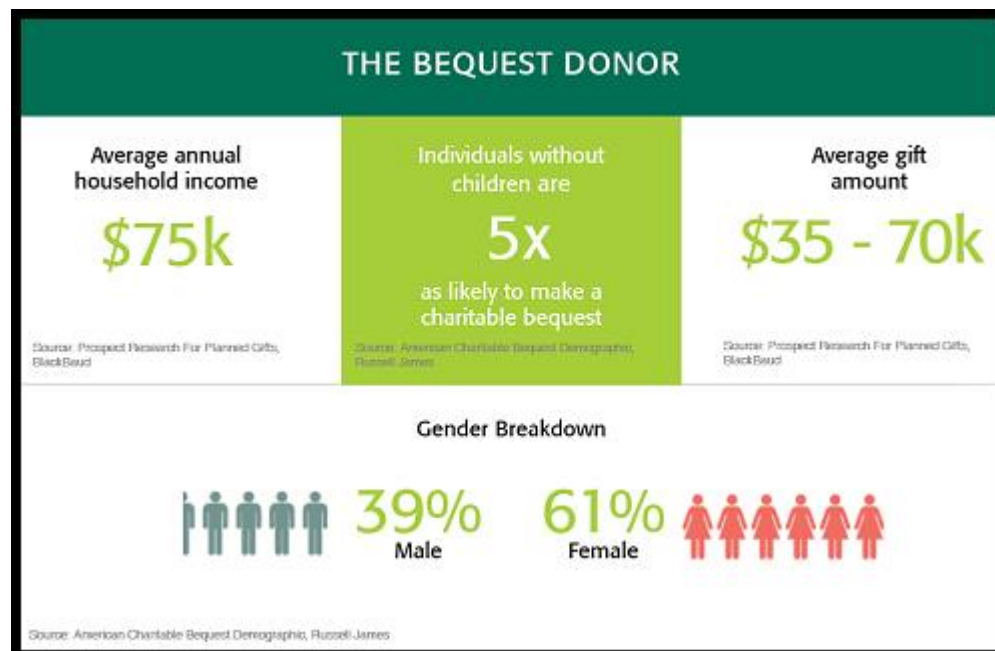 THE BEQUEST DONOR
Average annual
household income
$75k
Source: Prospect Research For Planned Gifts,
BlackBaud
Individuals without
children are
5x
as likely to make a
charitable bequest
Source: American Charitable Bequest Demographic,
Russell James
Average gift
amount
$35 - 70k
Source: Prospect Research For Planned Gifts,
BlackBaud
Gender Breakdown
39%
Male
61%
Female
Source: American Charitable Bequest Demographic, Russell James